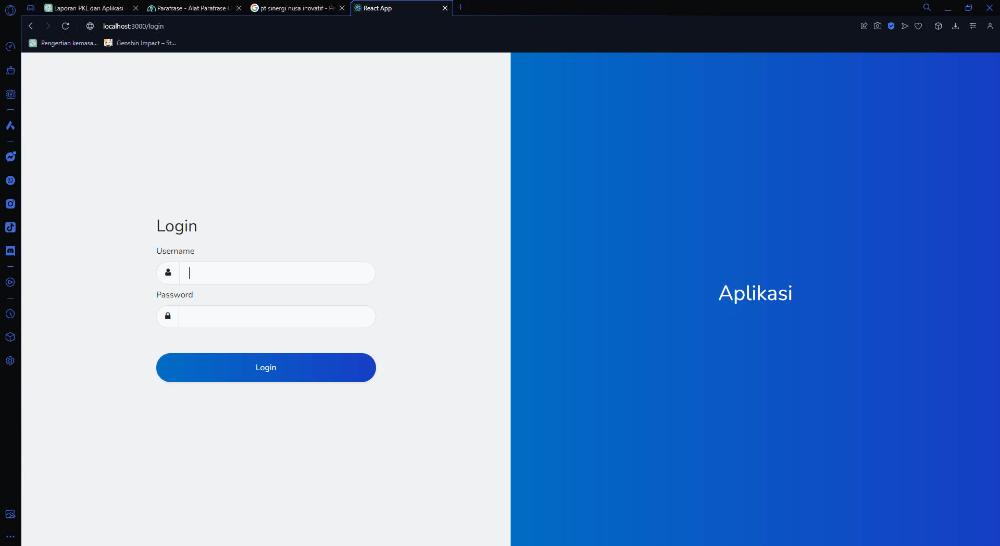 Laporan PKL dan Aplikasi
Parafrase - Alat Parafrase O
pt sinergi nusa inovatif - Pe
React App
localhost:3000/login
Pengertian kemasa...
Genshin Impact – St...
Login
Username
Password
Login
Aplikasi